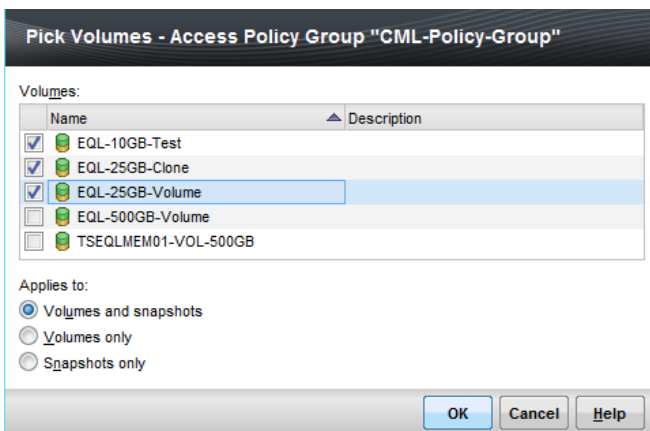 Pick Volumes - Access Policy Group "CML-Policy-Group"
Volumes:
Name Description
EQL-10GB-Test
EQL-25GB-Clone
EQL-25GB-Volume
EQL-500GB-Volume
TSEQLMEM01-VOL-500GB
Applies to:
Volumes and snapshots
Volumes only
Snapshots only
OK Cancel Help